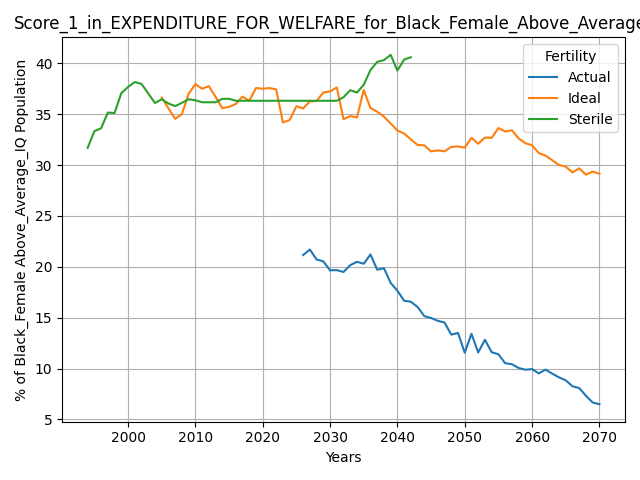 Score_1_in_EXPENDITURE_FOR_WELFARE_for_Black_Female_Above_Average
% of Black_Female Above_Average_IQ Population
40
35
30
25
20
15
10
5
2000 2010 2020 2030 2040 2050 2060 2070
Years
Fertility
Actual
Ideal
Sterile